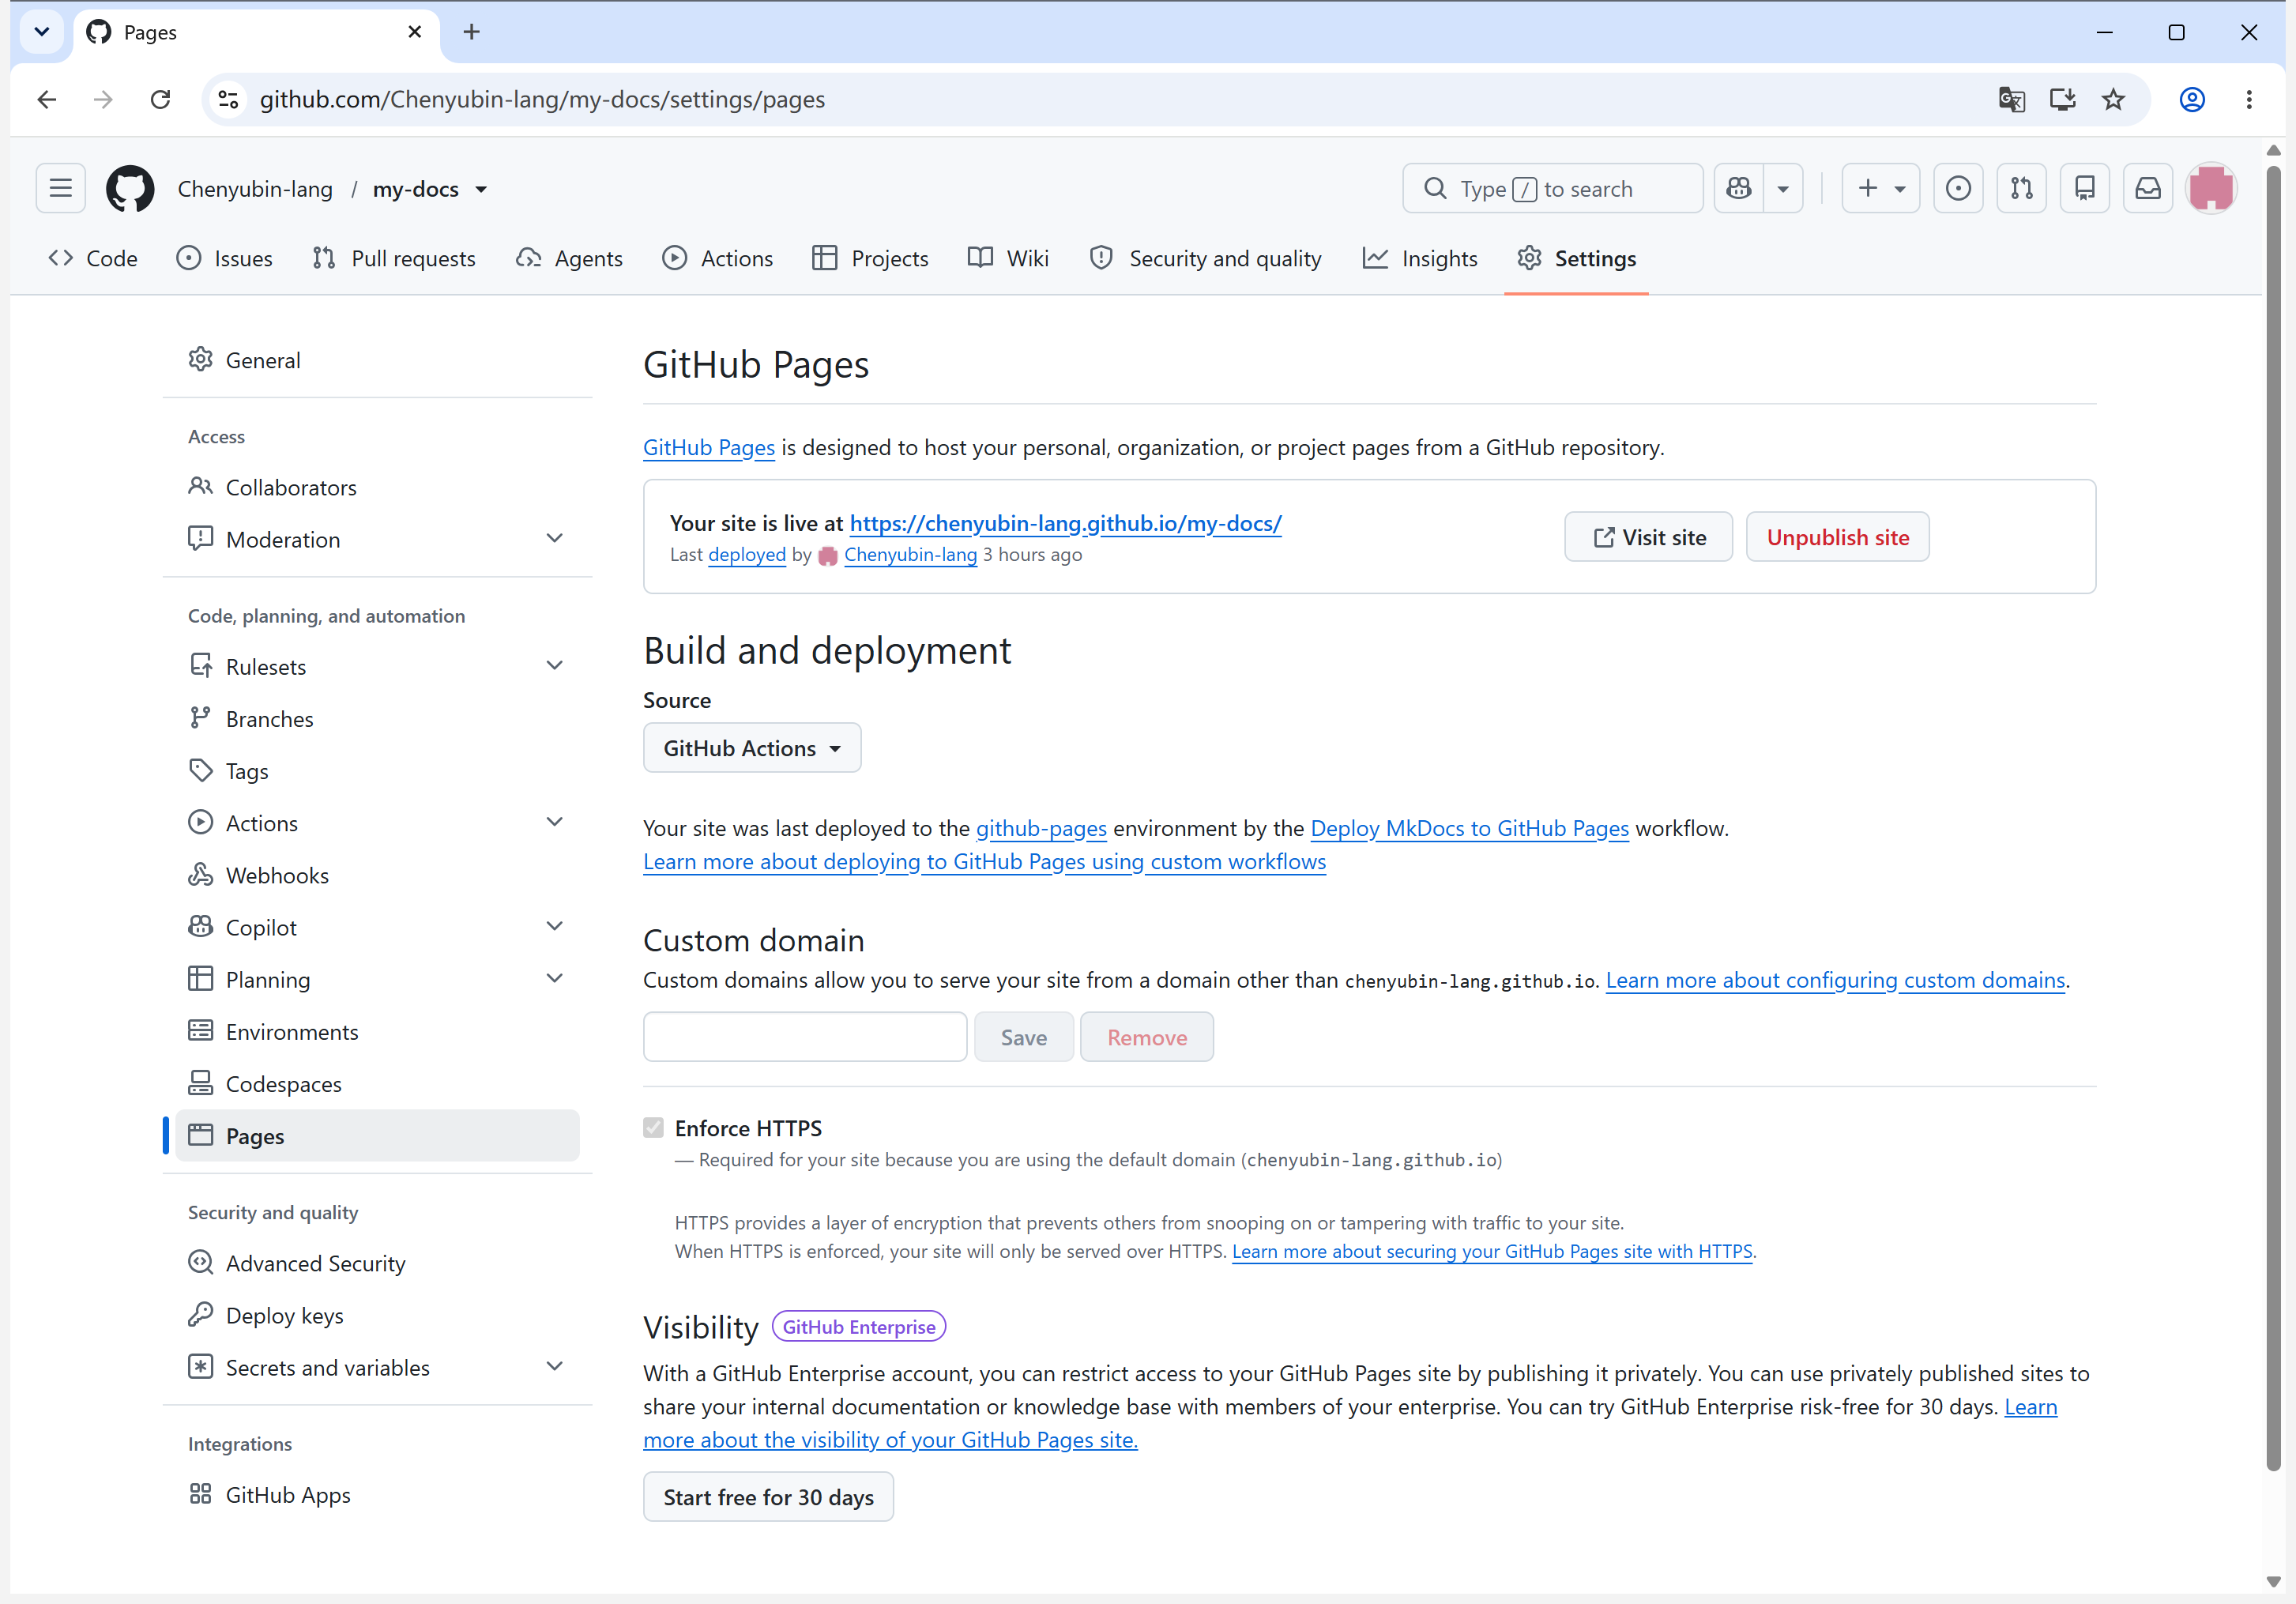 Pages
github.com/Chenyubin-lang/my-docs/settings/pages
Chenyubin-lang / my-docs
Type / to search
Code
Issues
Pull requests
Agents
Actions
Projects
Wiki
Security and quality
Insights
Settings
General
Access
Collaborators
Moderation
Code, planning, and automation
Rulesets
Branches
Tags
Actions
Webhooks
Copilot
Planning
Environments
Codespaces
Pages
Security and quality
Advanced Security
Deploy keys
Secrets and variables
Integrations
GitHub Apps
GitHub Pages
GitHub Pages is designed to host your personal, organization, or project pages from a GitHub repository.
Your site is live at https://chenyubin-lang.github.io/my-docs/
Last deployed by Chenyubin-lang 3 hours ago
Visit site
Unpublish site
Build and deployment
Source
GitHub Actions
Your site was last deployed to the github-pages environment by the Deploy MkDocs to GitHub Pages workflow.
Learn more about deploying to GitHub Pages using custom workflows
Custom domain
Custom domains allow you to serve your site from a domain other than chenyubin-lang.github.io. Learn more about configuring custom domains.
Save
Remove
Enforce HTTPS
— Required for your site because you are using the default domain (chenyubin-lang.github.io)
HTTPS provides a layer of encryption that prevents others from snooping on or tampering with traffic to your site.
When HTTPS is enforced, your site will only be served over HTTPS. Learn more about securing your GitHub Pages site with HTTPS.
Visibility GitHub Enterprise
With a GitHub Enterprise account, you can restrict access to your GitHub Pages site by publishing it privately. You can use privately published sites to
share your internal documentation or knowledge base with members of your enterprise. You can try GitHub Enterprise risk-free for 30 days. Learn
more about the visibility of your GitHub Pages site.
Start free for 30 days